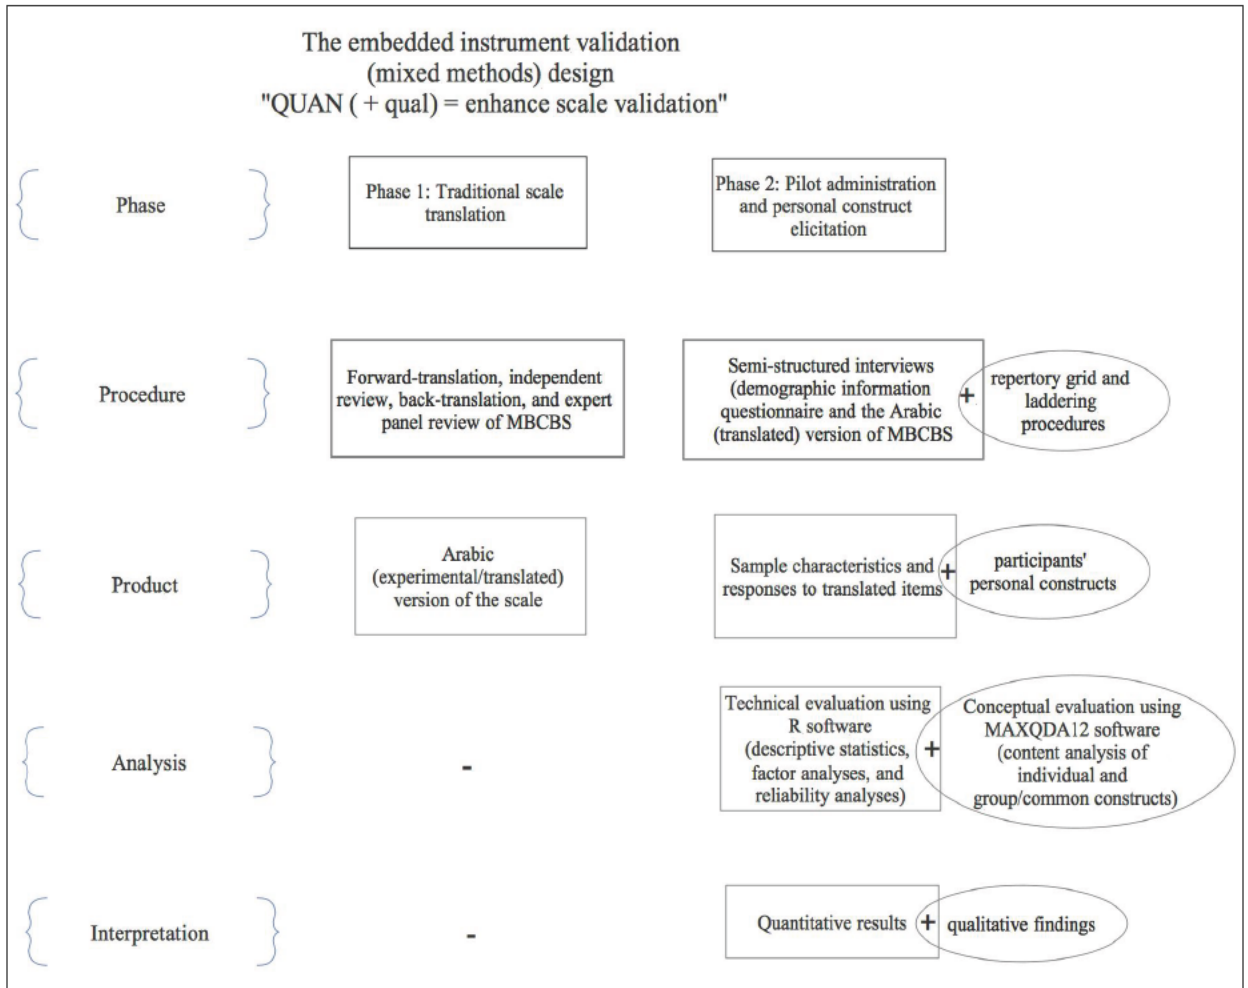 The embedded instrument validation
(mixed methods) design
"QUAN ( + qual) = enhance scale validation"
Phase
Phase 1: Traditional scale
translation
Phase 2: Pilot administration
and personal construct
elicitation
Procedure
Forward-translation, independent
review, back-translation, and expert
panel review of MBCBS
Semi-structured interviews
(demographic information
questionnaire and the Arabic
(translated) version of MBCBS
+
repertory grid and
laddering
procedures
Product
Arabic
(experimental/translated)
version of the scale
Sample characteristics and
responses to translated items
+
participants'
personal constructs
Analysis
-
Technical evaluation using
R software
(descriptive statistics,
factor analyses, and
reliability analyses)
+
Conceptual evaluation using
MAXQDA12 software
(content analysis of
individual and
group/common constructs)
Interpretation
-
Quantitative results
+
qualitative findings